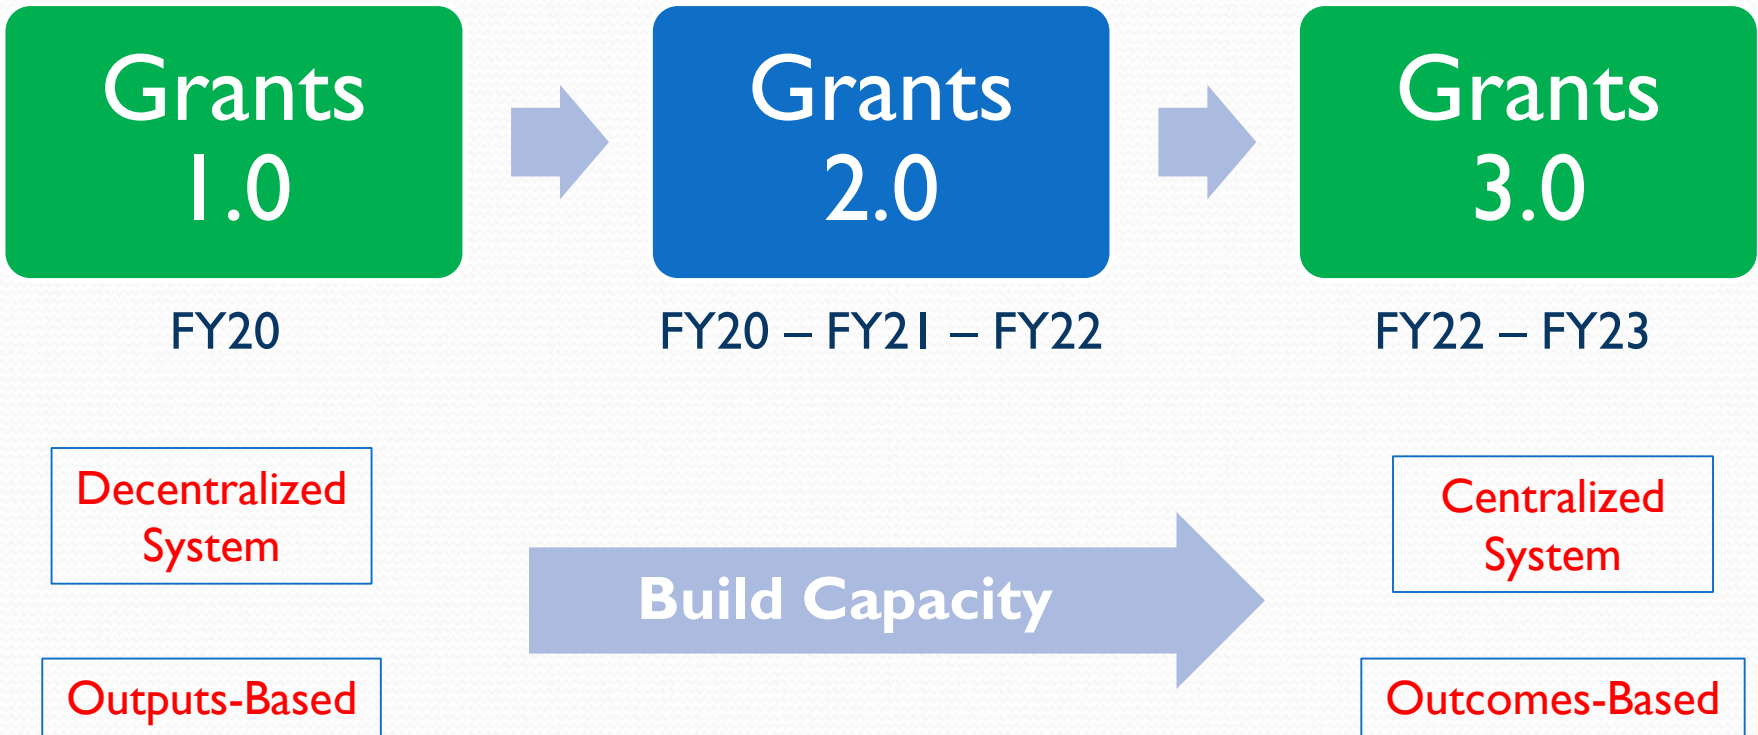 Grants
1.0
Grants
2.0
Grants
3.0
FY20
FY20 – FY21 – FY22
FY22 – FY23
Decentralized
System
Build Capacity
Centralized
System
Outputs-Based
Outcomes-Based